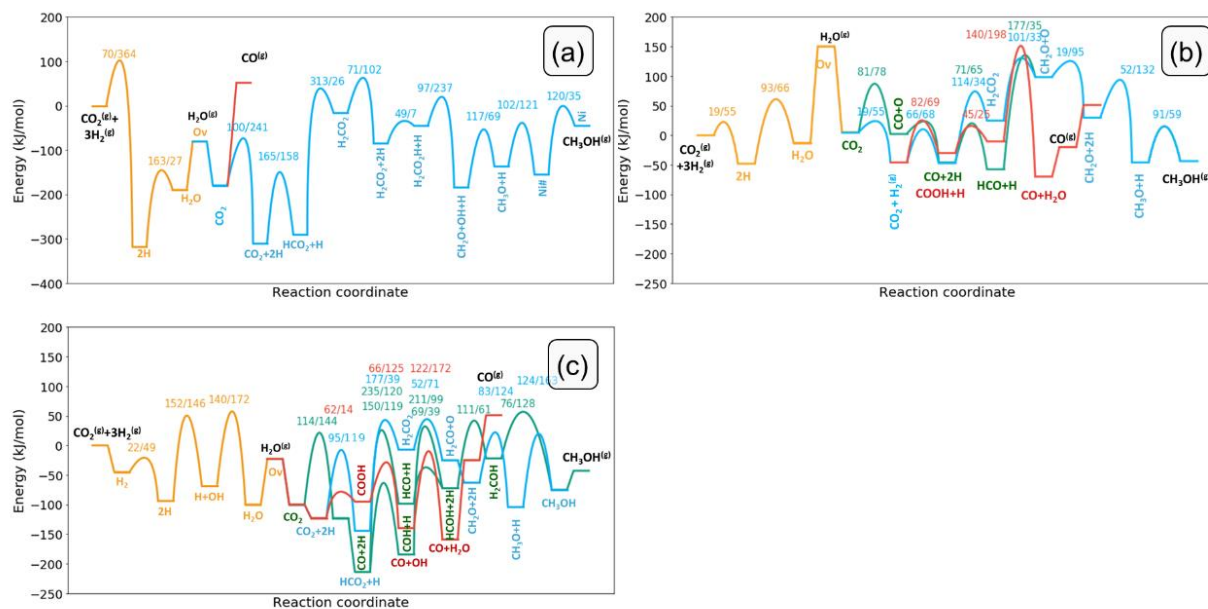 (a)
Energy (kJ/mol)
200
100
0
−100
−200
−300
−400
Reaction coordinate
CO₂⁽ᵍ⁾+
3H₂⁽ᵍ⁾
70/364
2H
163/27
H₂O
H₂O⁽ᵍ⁾
Ov
CO₂
CO⁽ᵍ⁾
100/241
CO₂+2H
165/158
HCO₂+H
313/26
H₂CO₂
71/102
H₂CO₂+2H
49/7
H₂CO₂H+H
97/237
CH₂O+OH+H
117/69
CH₃O+H
102/121
Ni#
120/35
Ni
CH₃OH⁽ᵍ⁾
(b)
Energy (kJ/mol)
200
150
100
50
0
−50
−100
−150
−200
−250
Reaction coordinate
CO₂⁽ᵍ⁾
+3H₂⁽ᵍ⁾
19/55
2H
93/66
H₂O
H₂O⁽ᵍ⁾
Ov
CO₂
81/78
19/55
CO+O
CO₂ + H₂⁽ᵍ⁾
82/69
66/68
CO+2H
COOH+H
71/65
114/34
45/25
H₂CO₂
HCO+H
140/198
177/35
101/33
CH₂O+O
CO+H₂O
CO⁽ᵍ⁾
19/95
CH₂O+2H
52/132
CH₃O+H
91/59
CH₃OH⁽ᵍ⁾
(c)
Energy (kJ/mol)
200
150
100
50
0
−50
−100
−150
−200
−250
Reaction coordinate
CO₂⁽ᵍ⁾+3H₂⁽ᵍ⁾
H₂
22/49
2H
152/146
H+OH
140/172
H₂O
H₂O⁽ᵍ⁾
Ov
CO₂
114/144
CO₂+2H
62/14
95/119
COOH
CO+2H
HCO₂+H
66/125
177/39
235/120
150/119
H₂CO₂
HCO+H
COH+H
CO+OH
122/172
52/71
211/99
69/39
H₂CO+O
HCOH+2H
CO+H₂O
CO⁽ᵍ⁾
83/124
111/61
CH₂O+2H
H₂COH
76/128
CH₃O+H
CH₃OH
CH₃OH⁽ᵍ⁾